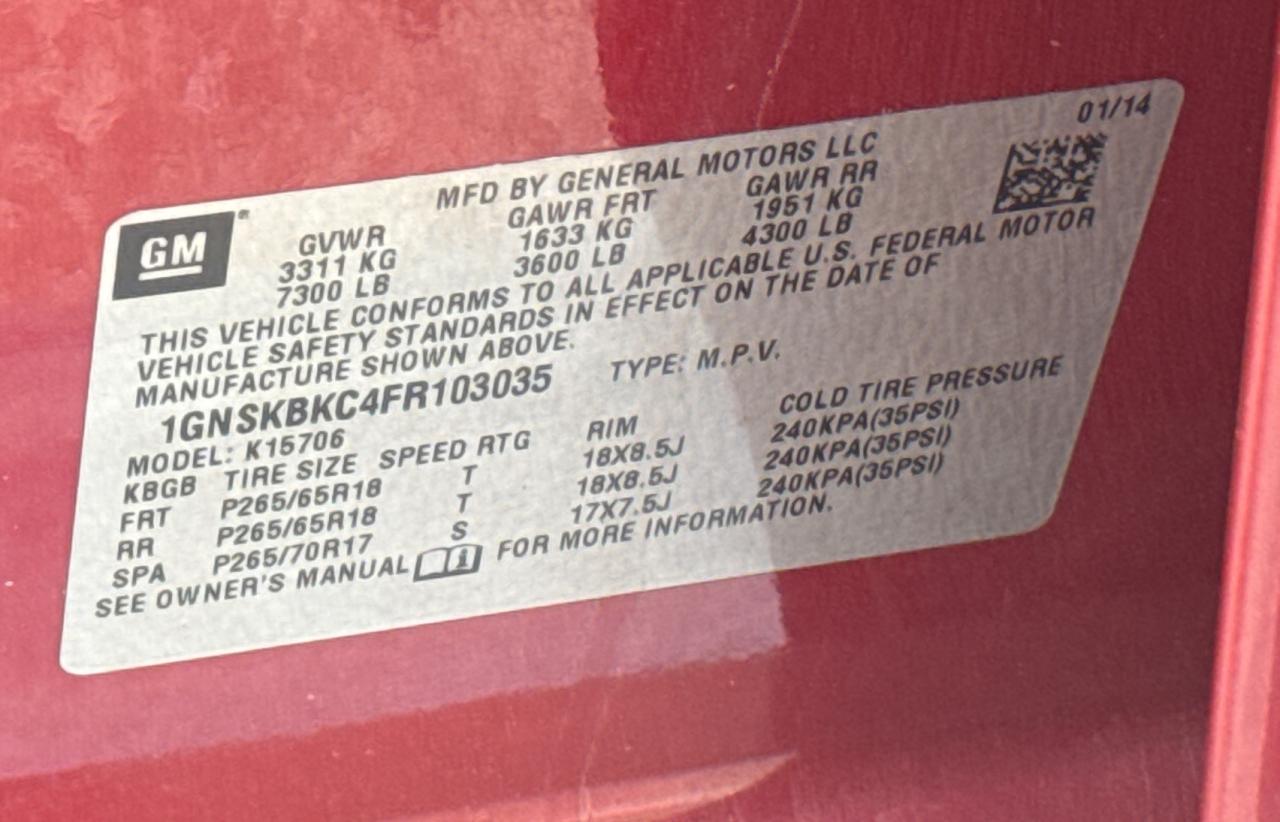 01/14
MFD BY GENERAL MOTORS LLC
GM®
GVWR GAWR FRT GAWR RR
3311 KG 1633 KG 1951 KG
7300 LB 3600 LB 4300 LB
THIS VEHICLE CONFORMS TO ALL APPLICABLE U.S. FEDERAL MOTOR
VEHICLE SAFETY STANDARDS IN EFFECT ON THE DATE OF
MANUFACTURE SHOWN ABOVE.
1GNSKBKC4FR103035 TYPE: M.P.V.
MODEL: K15706
KBGB TIRE SIZE SPEED RTG RIM COLD TIRE PRESSURE
FRT P265/65R18 T 18X8.5J 240KPA(35PSI)
RR P265/65R18 T 18X8.5J 240KPA(35PSI)
SPA P265/70R17 S 17X7.5J 240KPA(35PSI)
SEE OWNER'S MANUAL i FOR MORE INFORMATION.